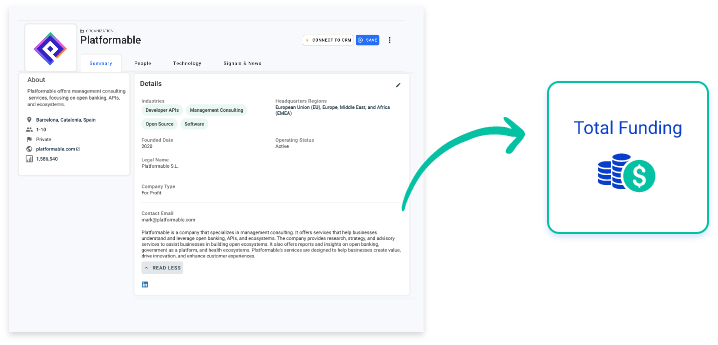 ORGANIZATION
Platformable
CONNECT TO CRM
SAVE
Summary
People
Technology
Signals & News
About
Platformable offers management consulting
services, focusing on open banking, APIs,
and ecosystems.
Barcelona, Catalonia, Spain
1-10
Private
platformable.com
1,586,540
Details
Industries
Developer APIs
Management Consulting
Open Source
Software
Headquarters Regions
European Union (EU), Europe, Middle East, and Africa
(EMEA)
Founded Date
2020
Operating Status
Active
Legal Name
Platformable S.L.
Company Type
For Profit
Contact Email
mark@platformable.com
Platformable is a company that specializes in management consulting. It offers services that help businesses
understand and leverage open banking, APIs, and ecosystems. The company provides research, strategy, and advisory
services to assist businesses in building open ecosystems. It also offers reports and insights on open banking,
government as a platform, and health ecosystems. Platformable's services are designed to help businesses create value,
drive innovation, and enhance customer experiences.
READ LESS
Total Funding
$